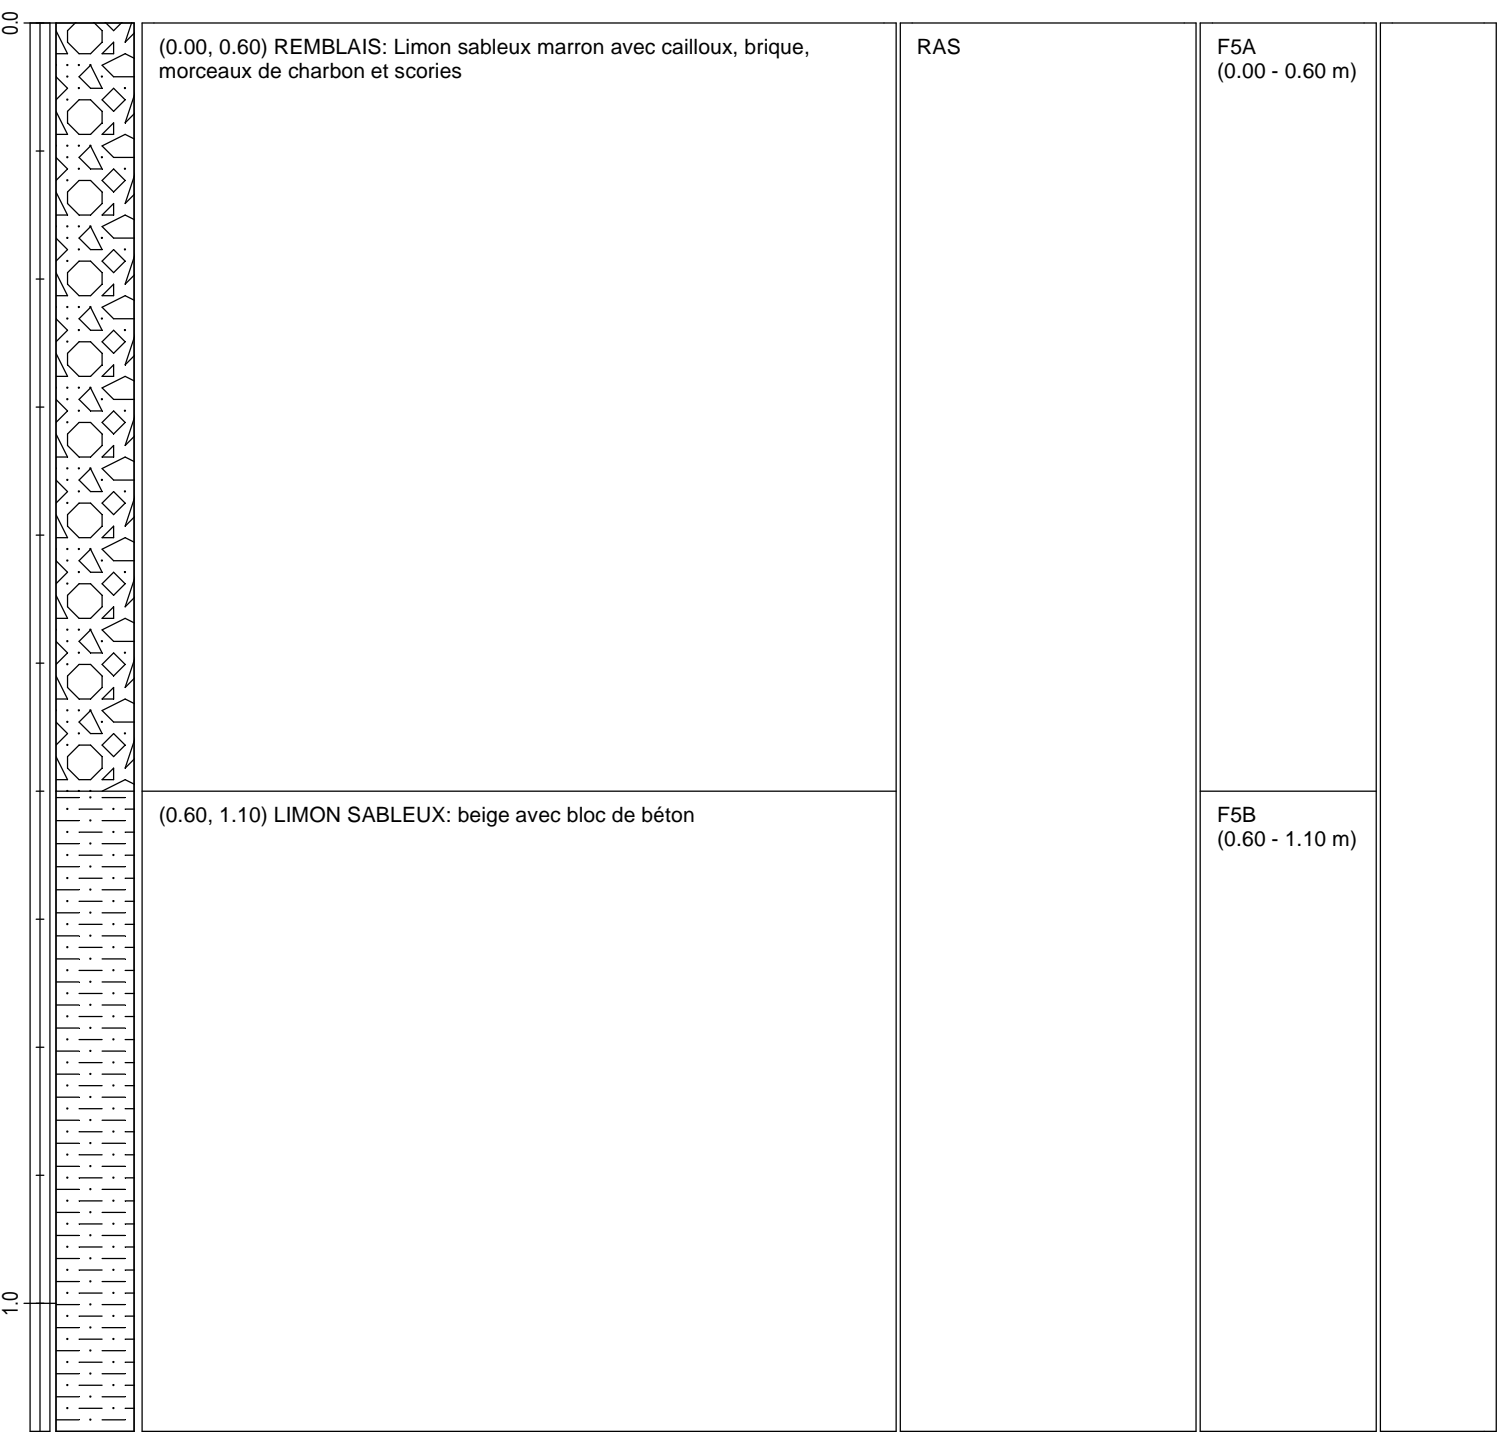 0.0
(0.00, 0.60) REMBLAIS: Limon sableux marron avec cailloux, brique,
morceaux de charbon et scories
RAS
F5A
(0.00 - 0.60 m)
(0.60, 1.10) LIMON SABLEUX: beige avec bloc de béton
F5B
(0.60 - 1.10 m)
1.0